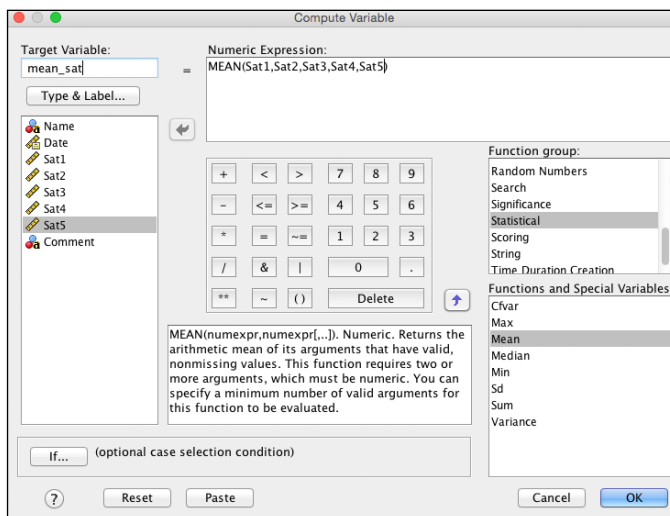 Compute Variable
Target Variable:
mean_sat
Type & Label...
=
Numeric Expression:
MEAN(Sat1,Sat2,Sat3,Sat4,Sat5)
Name
Date
Sat1
Sat2
Sat3
Sat4
Sat5
Comment
+ < > 7 8 9
- <= >= 4 5 6
* = ~= 1 2 3
/ & | 0 .
** ~ () Delete
Function group:
Random Numbers
Search
Significance
Statistical
Scoring
String
Time Duration Creation
Functions and Special Variables
Cfvar
Max
Mean
Median
Min
Sd
Sum
Variance
MEAN(numexpr,numexpr[,..]). Numeric. Returns the
arithmetic mean of its arguments that have valid,
nonmissing values. This function requires two or
more arguments, which must be numeric. You can
specify a minimum number of valid arguments for
this function to be evaluated.
If... (optional case selection condition)
? Reset Paste Cancel OK